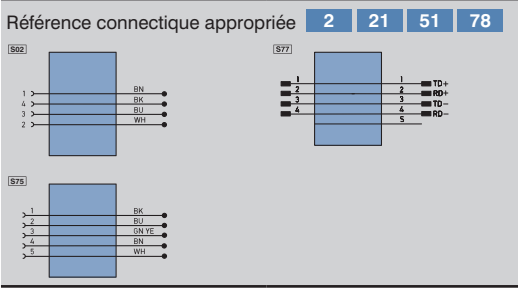 Référence connectique appropriée 2 21 51 78
S02
1 BN
4 BK
3 BU
2 WH
S77
1 1 TD+
2 2 RD+
3 3 TD-
4 4 RD-
5
S75
1 BK
2 BU
3 GN YE
4 BN
5 WH